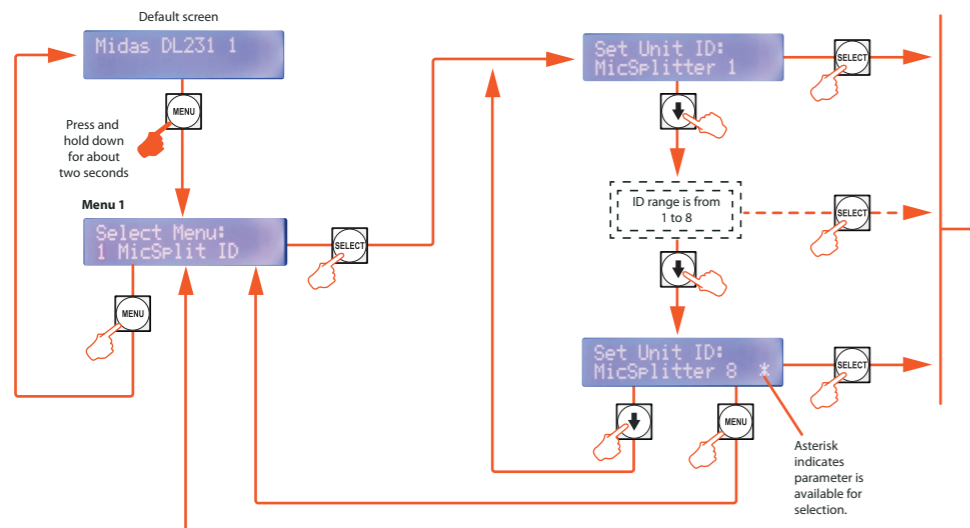 Default screen
Midas DL231 1
MENU
Press and
hold down
for about
two seconds
Menu 1
Select Menu:
1 MicSplit ID
SELECT
MENU
Set Unit ID:
MicSplitter 1
SELECT
ID range is from
1 to 8
SELECT
Set Unit ID:
MicSplitter 8 *
SELECT
MENU
Asterisk
indicates
parameter is
available for
selection.